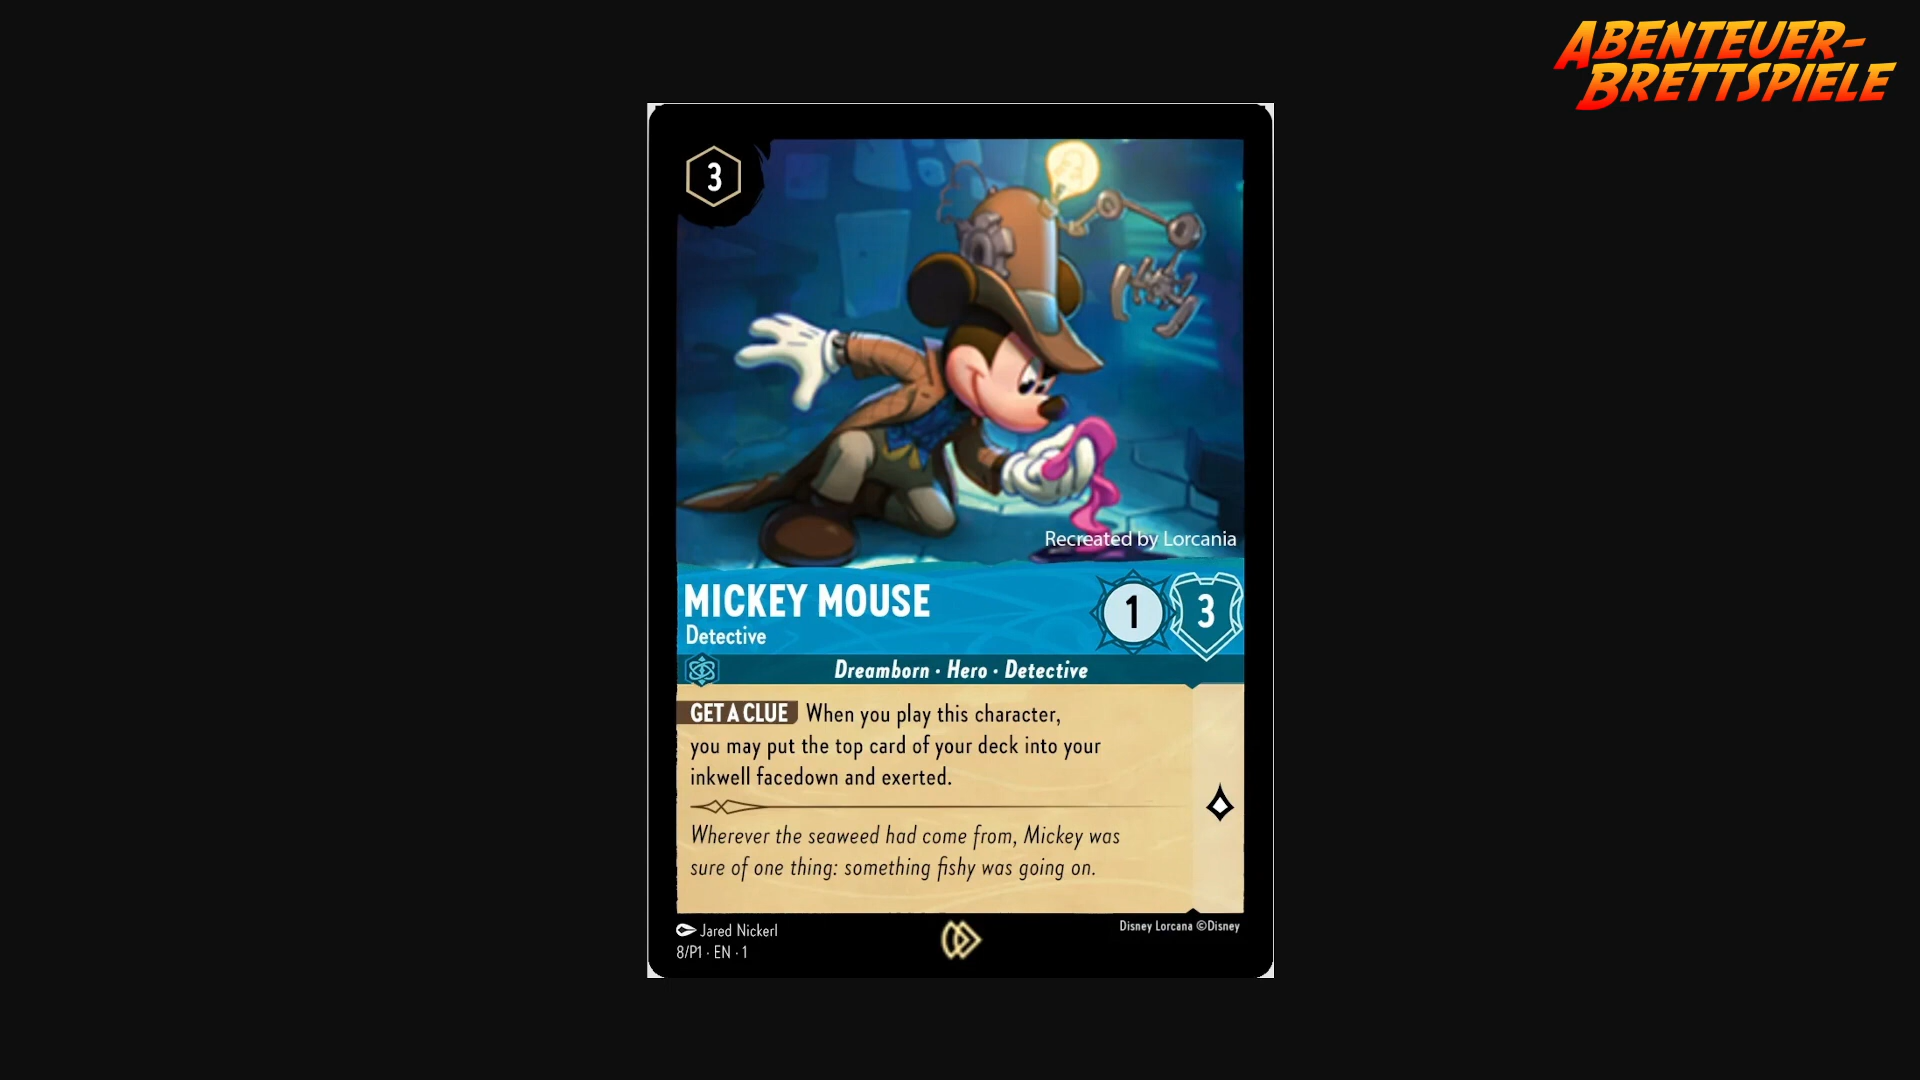 ABENTEUER-
BRETTSPIELE
3
Recreated by Lorcania
MICKEY MOUSE
Detective
1
3
Dreamborn · Hero · Detective
GET A CLUE When you play this character,
you may put the top card of your deck into your
inkwell facedown and exerted.
Wherever the seaweed had come from, Mickey was
sure of one thing: something fishy was going on.
Jared Nickerl
8/P1 · EN · 1
Disney Lorcana ©Disney